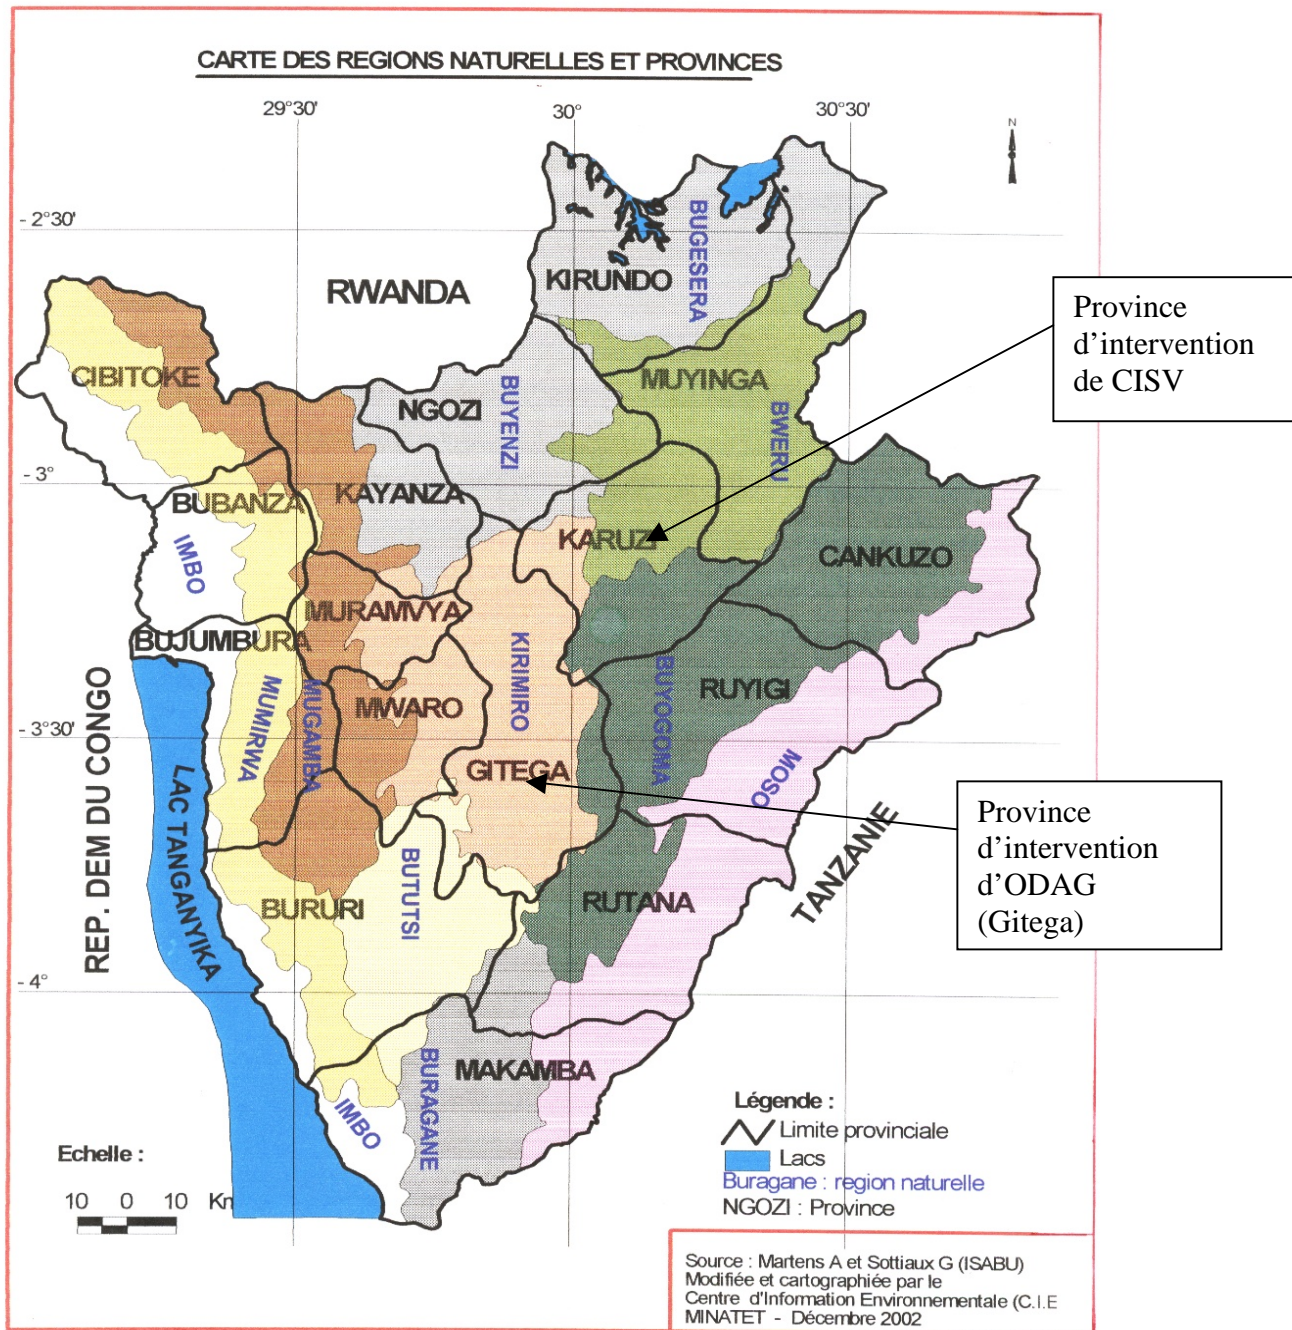 CARTE DES REGIONS NATURELLES ET PROVINCES
29°30'
30°
30°30'
N
- 2°30'
BUGESERA
KIRUNDO
RWANDA
Province
d'intervention
de CISV
CIBITOKE
MUYINGA
NGOZI
BUYENZI
BWERU
- 3°
KAYANZA
BUBANZA
KARUZI
CANKUZO
IMBO
MURAMVYA
BUJUMBURA
KIRIMIRO
RUYIGI
BUYOGOMA
MWARO
MUMIRWA
MUGAMBA
- 3°30'
REP. DEM DU CONGO
GITEGA
MOSO
LAC TANGANYIKA
Province
d'intervention
d'ODAG
(Gitega)
TANZANIE
BUTUTSI
BURURI
RUTANA
- 4°
MAKAMBA
BURAGANE
IMBO
Légende :
Limite provinciale
Lacs
Buragane : region naturelle
NGOZI : Province
Echelle :
10 0 10 Km
Source : Martens A et Sottiaux G (ISABU)
Modifiée et cartographiée par le
Centre d'Information Environnementale (C.I.E
MINATET - Décembre 2002